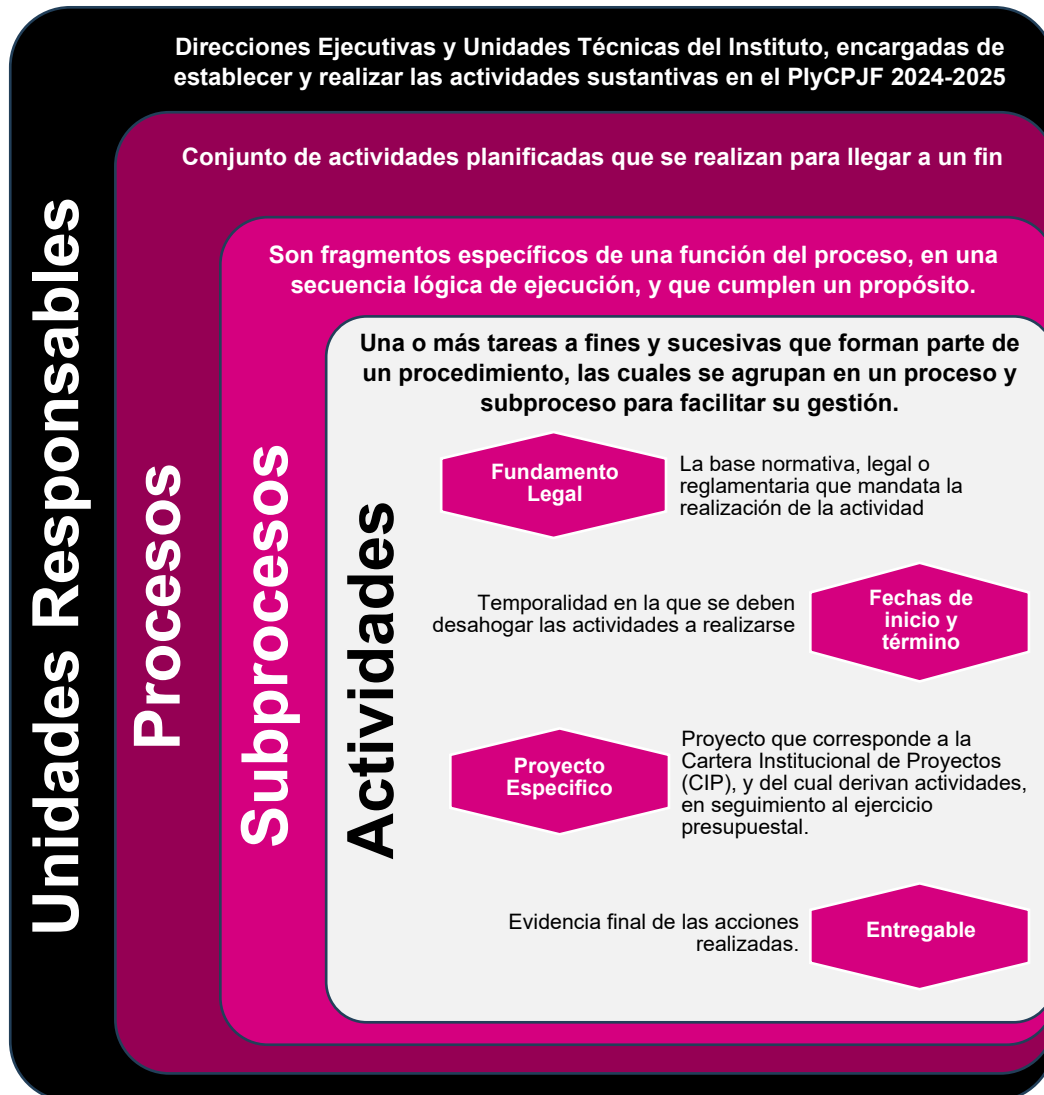 Direcciones Ejecutivas y Unidades Técnicas del Instituto, encargadas de
establecer y realizar las actividades sustantivas en el PIyCPJF 2024-2025
Unidades Responsables
Conjunto de actividades planificadas que se realizan para llegar a un fin
Procesos
Son fragmentos específicos de una función del proceso, en una
secuencia lógica de ejecución, y que cumplen un propósito.
Subprocesos
Una o más tareas a fines y sucesivas que forman parte de
un procedimiento, las cuales se agrupan en un proceso y
subproceso para facilitar su gestión.
Actividades
Fundamento
Legal
La base normativa, legal o
reglamentaria que mandata la
realización de la actividad
Temporalidad en la que se deben
desahogar las actividades a realizarse
Fechas de
inicio y
término
Proyecto
Especifico
Proyecto que corresponde a la
Cartera Institucional de Proyectos
(CIP), y del cual derivan actividades,
en seguimiento al ejercicio
presupuestal.
Evidencia final de las acciones
realizadas.
Entregable